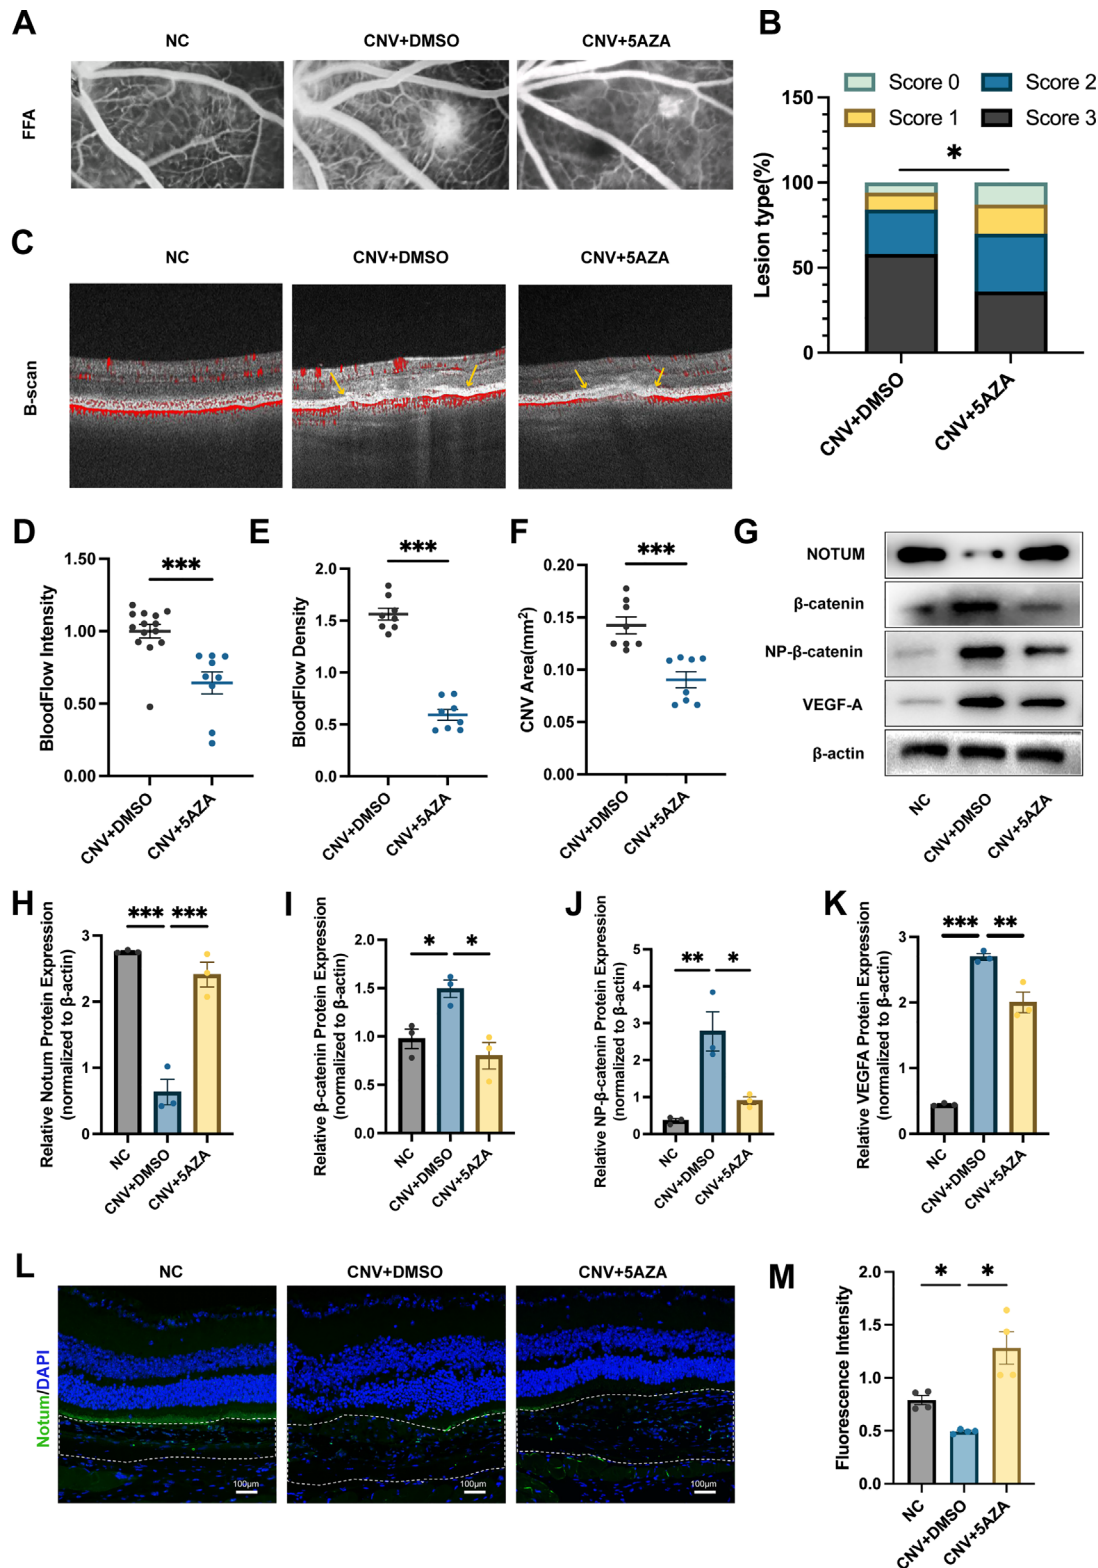 A
NC
CNV+DMSO
CNV+5AZA
FFA
B
Score 0
Score 2
Score 1
Score 3
Lesion type(%)
150
100
50
0
*
CNV+DMSO
CNV+5AZA
C
NC
CNV+DMSO
CNV+5AZA
B-scan
D
BloodFlow Intensity
1.50
1.00
0.50
0.00
***
CNV+DMSO
CNV+5AZA
E
BloodFlow Density
2.0
1.5
1.0
0.5
0.0
***
CNV+DMSO
CNV+5AZA
F
CNV Area(mm²)
0.20
0.15
0.10
0.05
0.00
***
CNV+DMSO
CNV+5AZA
G
NOTUM
β-catenin
NP-β-catenin
VEGF-A
β-actin
NC
CNV+DMSO
CNV+5AZA
H
Relative Notum Protein Expression
(normalized to β-actin)
3
2
1
0
*** ***
NC
CNV+DMSO
CNV+5AZA
I
Relative β-catenin Protein Expression
(normalized to β-actin)
2.0
1.5
1.0
0.5
0.0
* *
NC
CNV+DMSO
CNV+5AZA
J
Relative NP-β-catenin Protein Expression
(normalized to β-actin)
5
4
3
2
1
0
** *
NC
CNV+DMSO
CNV+5AZA
K
Relative VEGFA Protein Expression
(normalized to β-actin)
3
2
1
0
*** **
NC
CNV+DMSO
CNV+5AZA
L
NC
CNV+DMSO
CNV+5AZA
Notum/DAPI
100μm
100μm
100μm
M
Fluorescence Intensity
2.0
1.5
1.0
0.5
0.0
* *
NC
CNV+DMSO
CNV+5AZA